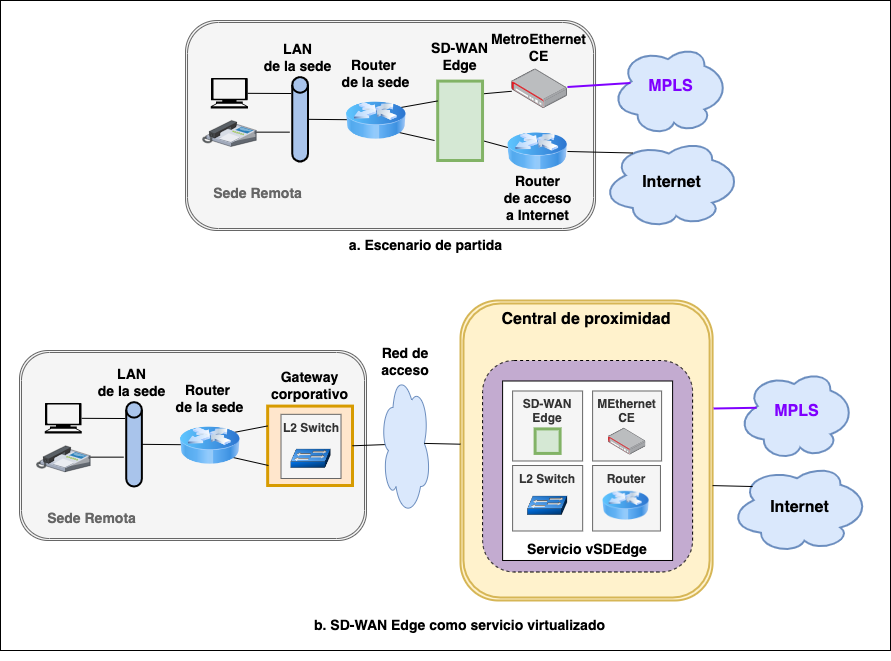 LAN
de la sede
Router
de la sede
SD-WAN
Edge
MetroEthernet
CE
MPLS
Internet
Router
de acceso
a Internet
Sede Remota
a. Escenario de partida
Central de proximidad
Red de
acceso
LAN
de la sede
Router
de la sede
Gateway
corporativo
L2 Switch
Sede Remota
SD-WAN
Edge
MEthernet
CE
L2 Switch
Router
Servicio vSDEdge
MPLS
Internet
b. SD-WAN Edge como servicio virtualizado